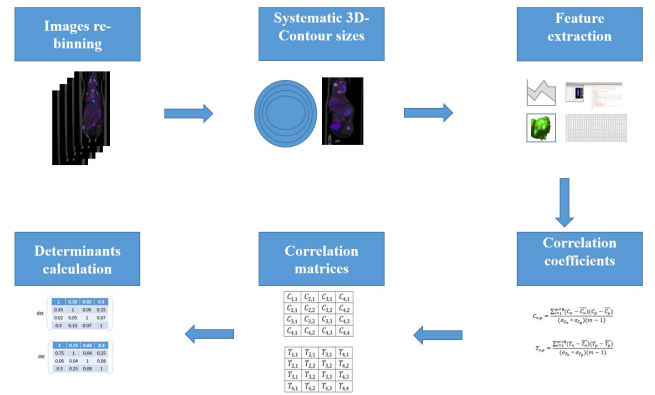 Images re-
binning
Systematic 3D-
Contour sizes
Feature
extraction
Determinants
calculation
Correlation
matrices
Correlation
coefficients
det
1 0.35 0.02 0.5
0.35 1 0.05 0.15
0.02 0.05 1 0.07
0.5 0.15 0.07 1
det
1 0.75 0.06 0.3
0.75 1 0.04 0.25
0.06 0.04 1 0.08
0.3 0.25 0.08 1
C1,1 C2,1 C3,1 C4,1
C2,1 C2,2 C3,2 C4,2
C3,1 C3,2 C3,3 C4,3
C4,1 C4,2 C4,3 C4,4
T1,1 T2,1 T3,1 T4,1
T2,1 T2,2 T3,2 T4,2
T3,1 T3,2 T3,3 T4,3
T4,1 T4,2 T4,3 T4,4